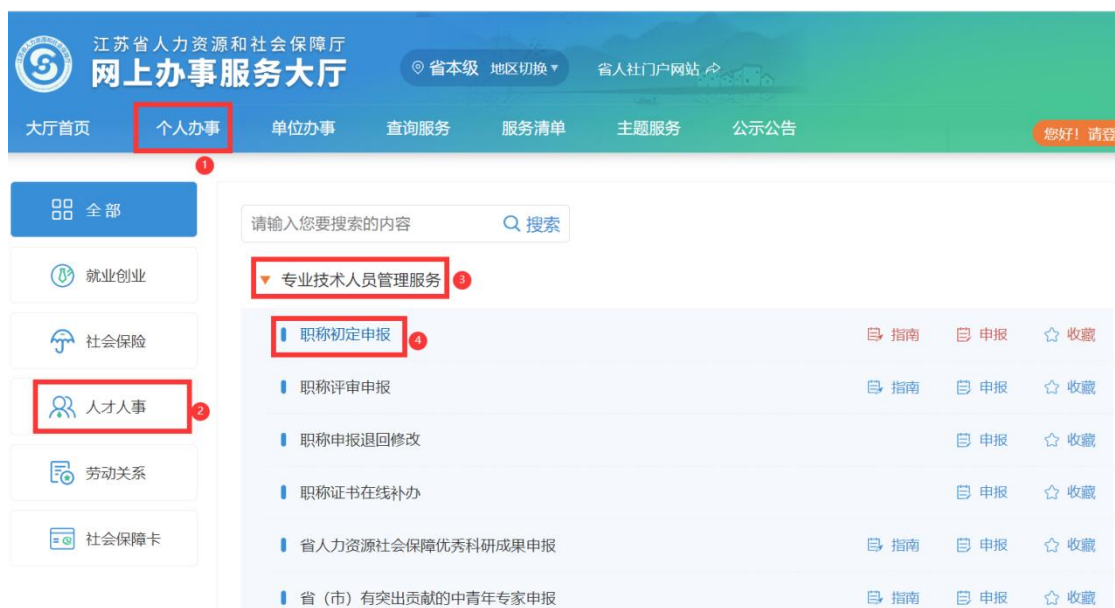 江苏省人力资源和社会保障厅
网上办事服务大厅
省本级 地区切换
省人社门户网站
大厅首页 个人办事 单位办事 查询服务 服务清单 主题服务 公示公告
您好！请登
1
全部
请输入您要搜索的内容 搜索
就业创业
专业技术人员管理服务 3
职称初定申报 4 指南 申报 收藏
社会保险
职称评审申报 指南 申报 收藏
人才人事 2
职称申报退回修改 申报 收藏
劳动关系
职称证书在线补办 申报 收藏
社会保障卡
省人力资源社会保障优秀科研成果申报 指南 申报 收藏
省（市）有突出贡献的中青年专家申报 指南 申报 收藏